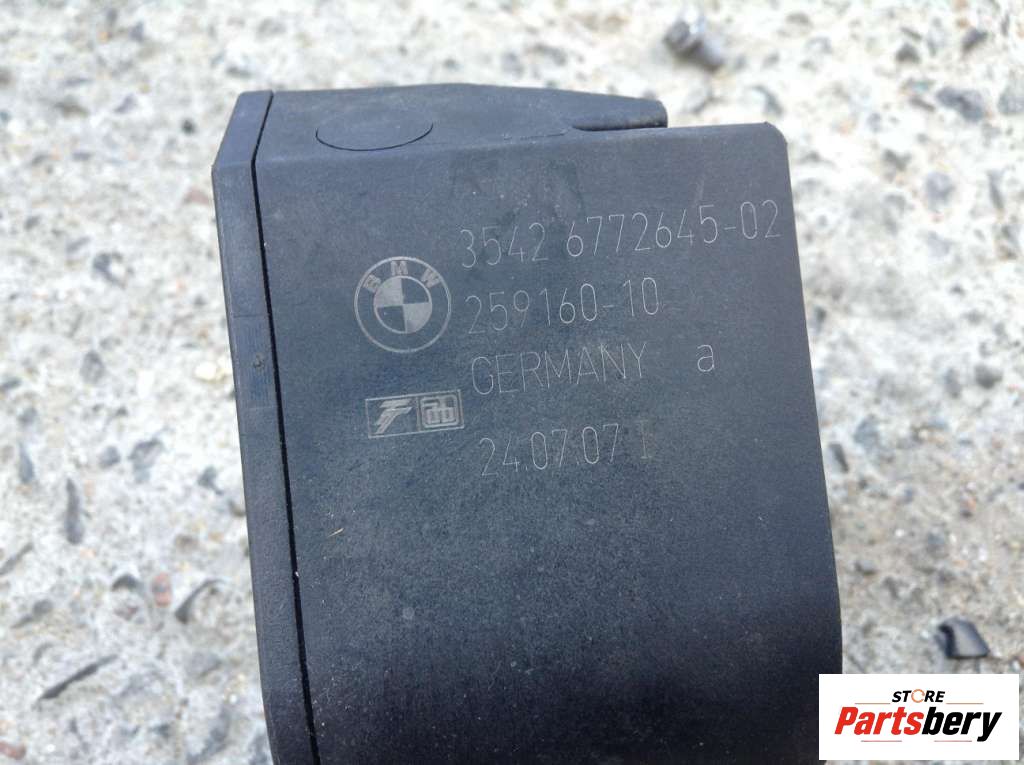 3542 6772645-02
BMW
259160-10
GERMANY a
24.07.07 I
STORE
Partsbery